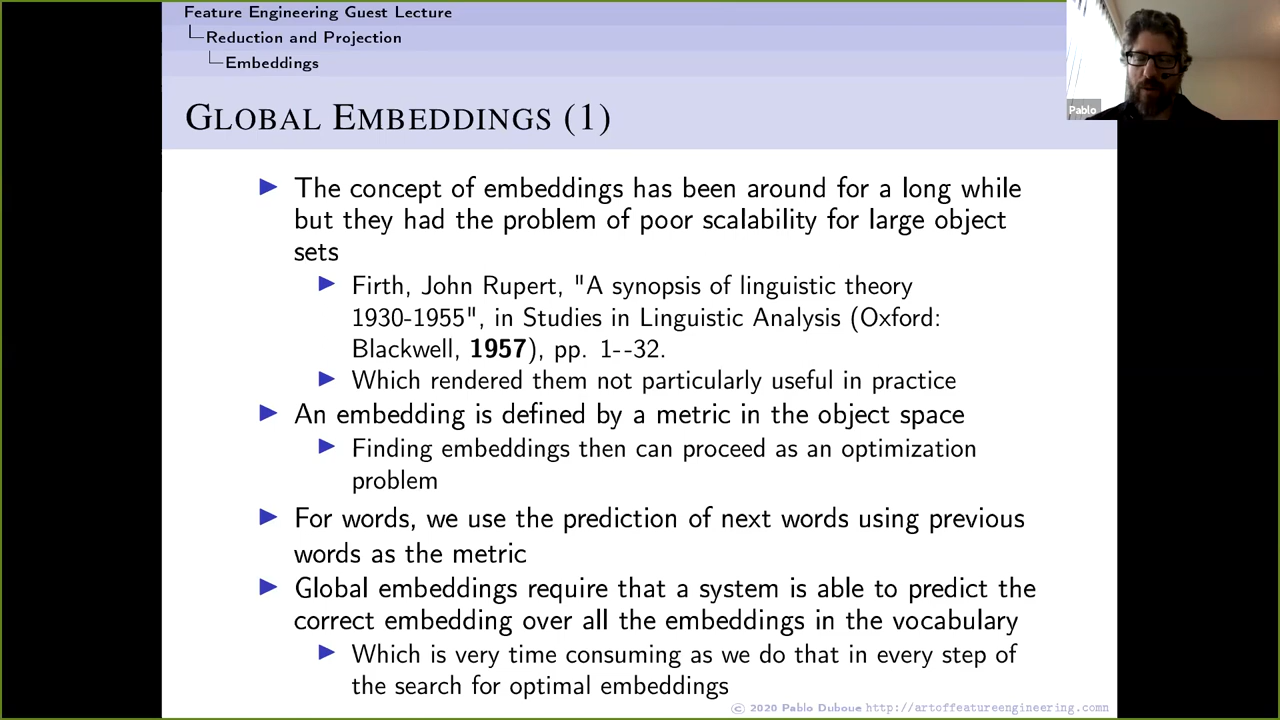 Feature Engineering Guest Lecture
Reduction and Projection
Embeddings
GLOBAL EMBEDDINGS (1)
Pablo
The concept of embeddings has been around for a long while
but they had the problem of poor scalability for large object
sets
Firth, John Rupert, "A synopsis of linguistic theory
1930-1955", in Studies in Linguistic Analysis (Oxford:
Blackwell, 1957), pp. 1--32.
Which rendered them not particularly useful in practice
An embedding is defined by a metric in the object space
Finding embeddings then can proceed as an optimization
problem
For words, we use the prediction of next words using previous
words as the metric
Global embeddings require that a system is able to predict the
correct embedding over all the embeddings in the vocabulary
Which is very time consuming as we do that in every step of
the search for optimal embeddings
© 2020 Pablo Duboue http://artoffeatureengineering.comn